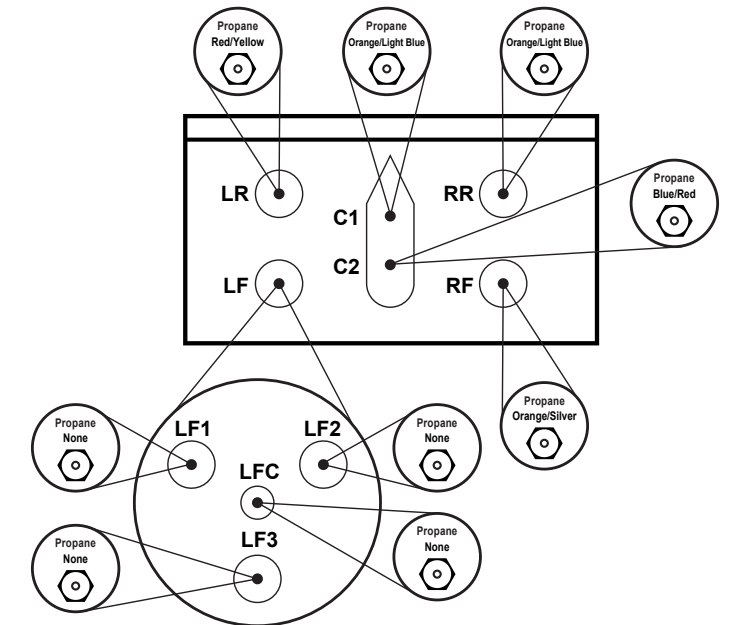 Propane
Red/Yellow
Propane
Orange/Light Blue
Propane
Orange/Light Blue
LR
C1
RR
Propane
Blue/Red
LF
C2
RF
Propane
Orange/Silver
Propane
None
LF1
LF2
Propane
None
LFC
Propane
None
LF3
Propane
None